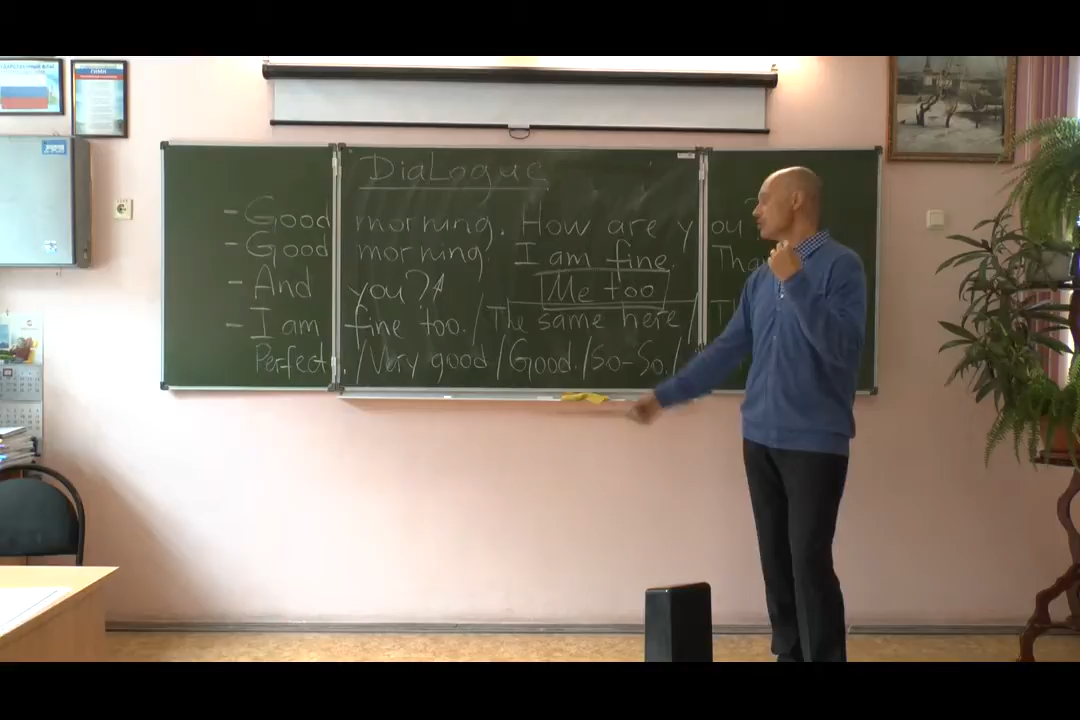 ГИМН
Dialogue
- Good morning. How are you?
- Good morning. I am fine.
- And you?
Me too
- I am fine too. / The same here /
Perfect. / Very good / Good. / So-So. /